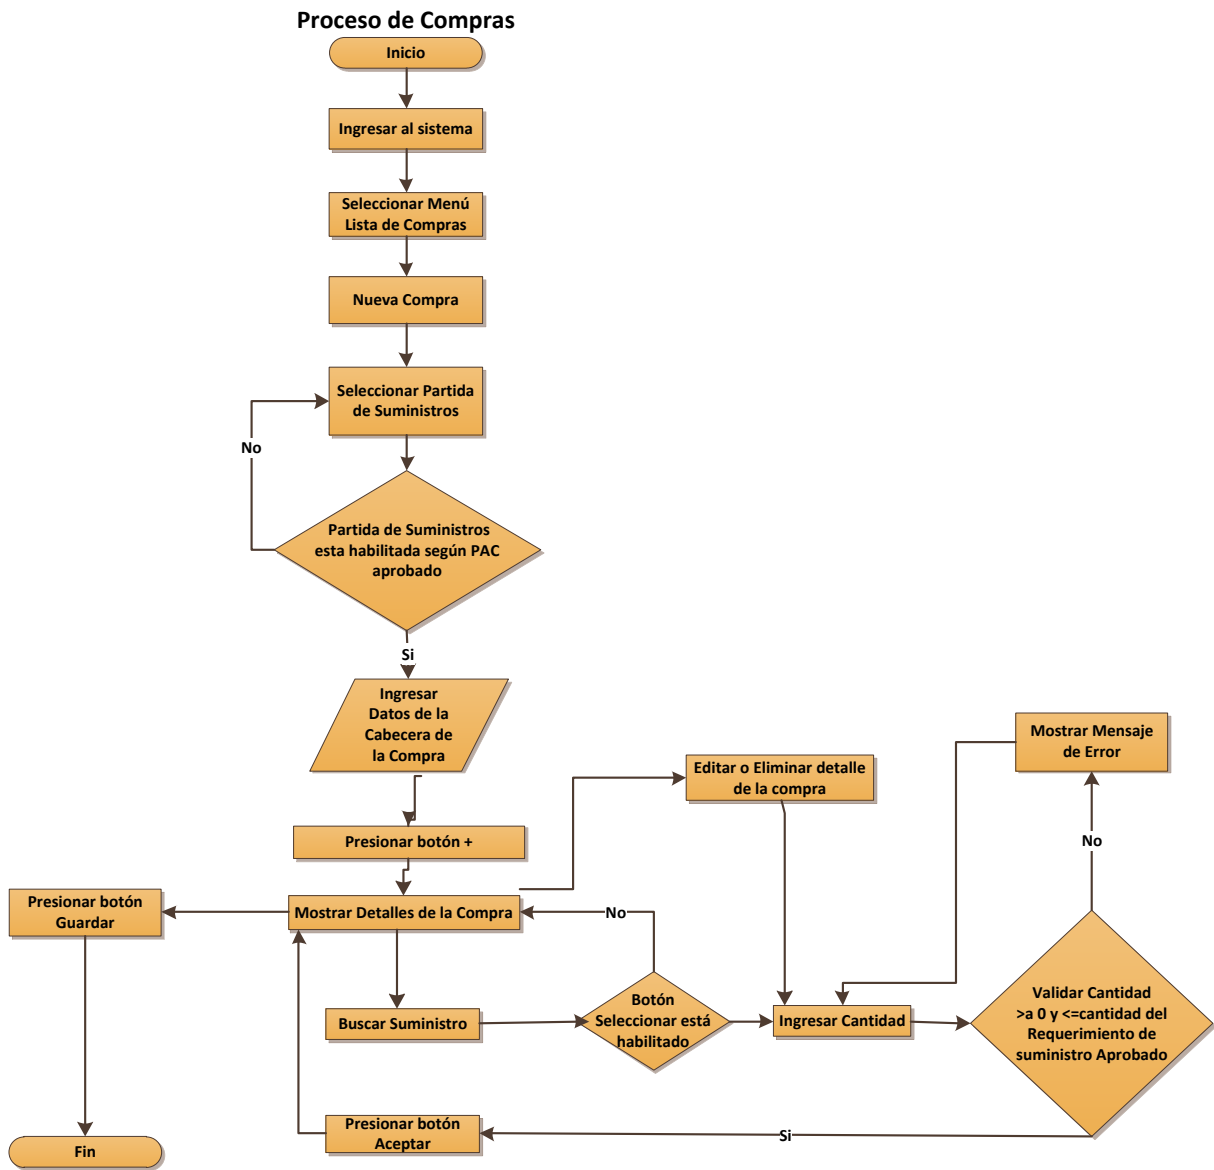 Proceso de Compras
Inicio
Ingresar al sistema
Seleccionar Menú
Lista de Compras
Nueva Compra
Seleccionar Partida
de Suministros
No
Partida de Suministros
esta habilitada según PAC
aprobado
Si
Ingresar
Datos de la
Cabecera de
la Compra
Mostrar Mensaje
de Error
Editar o Eliminar detalle
de la compra
Presionar botón +
No
Presionar botón
Guardar
Mostrar Detalles de la Compra
No
Buscar Suministro
Botón
Seleccionar está
habilitado
Ingresar Cantidad
Validar Cantidad
>a 0 y <=cantidad del
Requerimiento de
suministro Aprobado
Presionar botón
Aceptar
Si
Fin